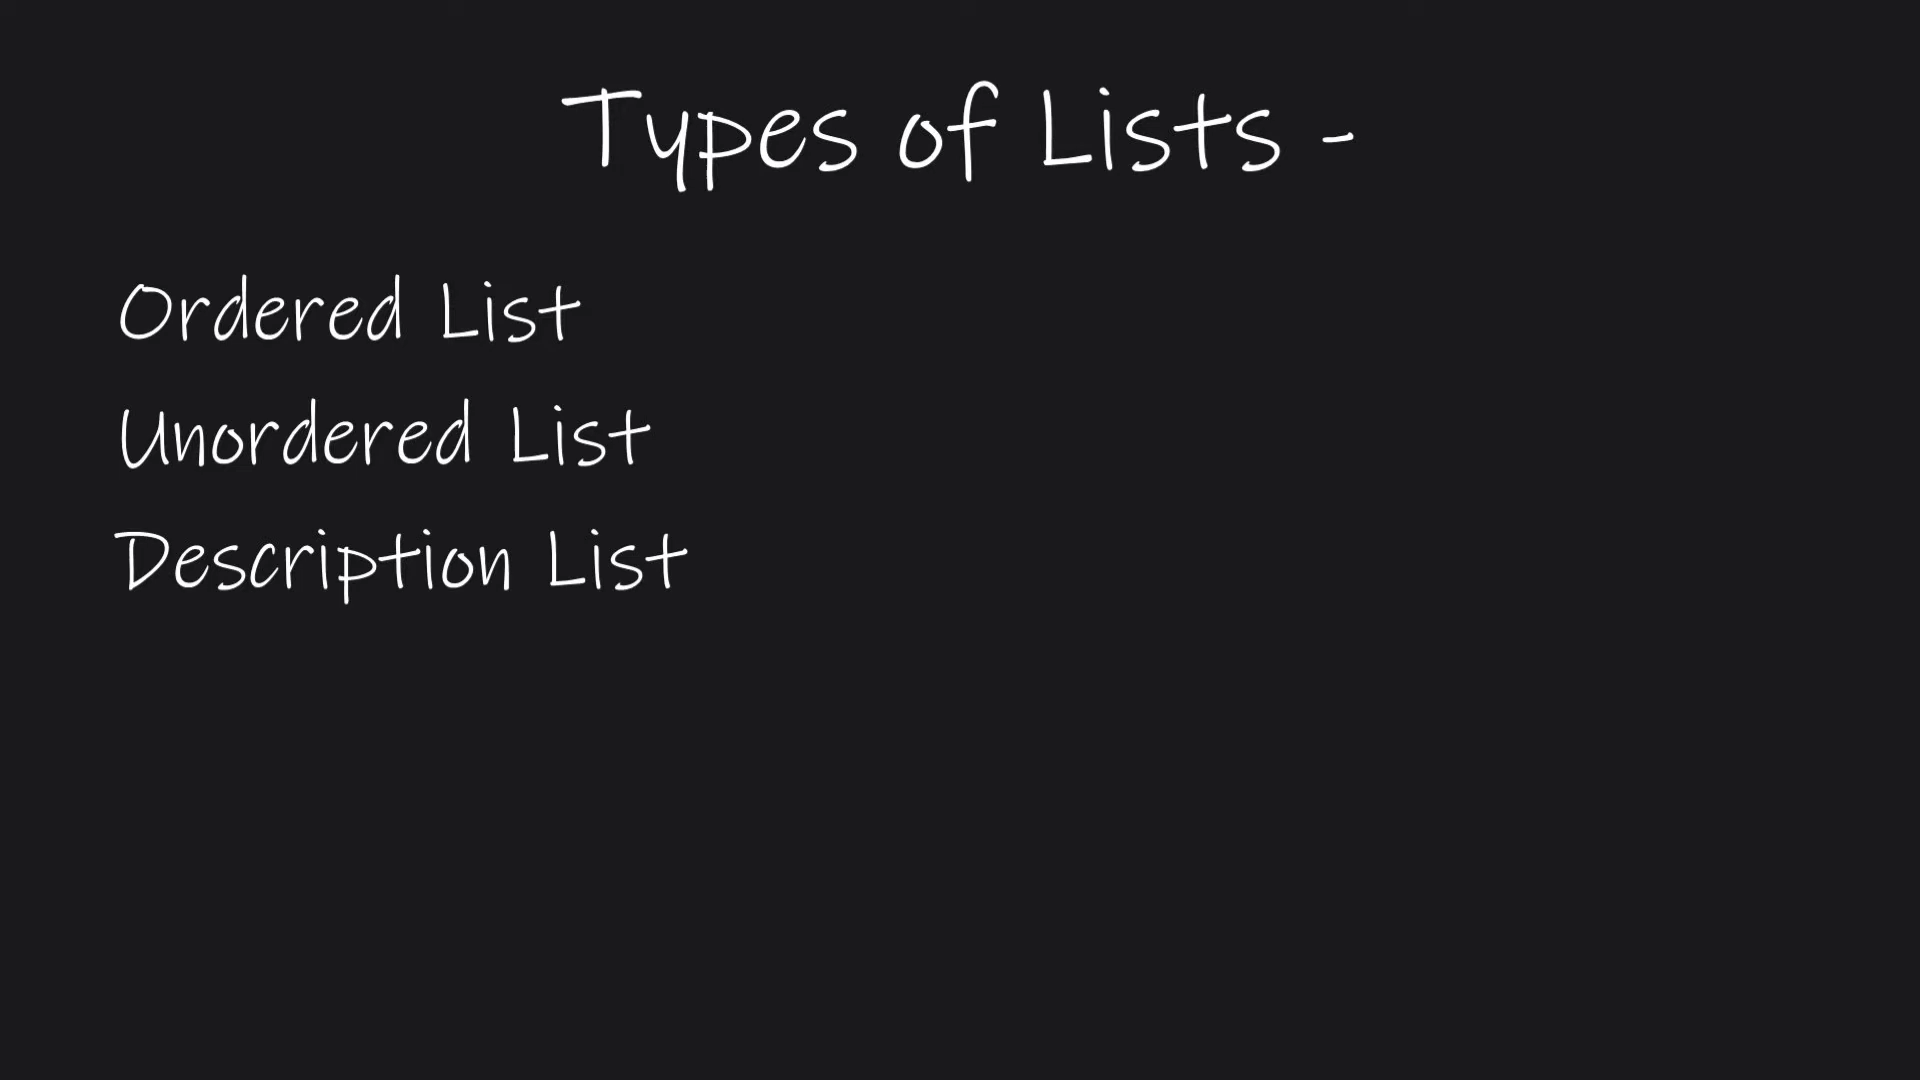 Types of Lists -
Ordered List
Unordered List
Description List